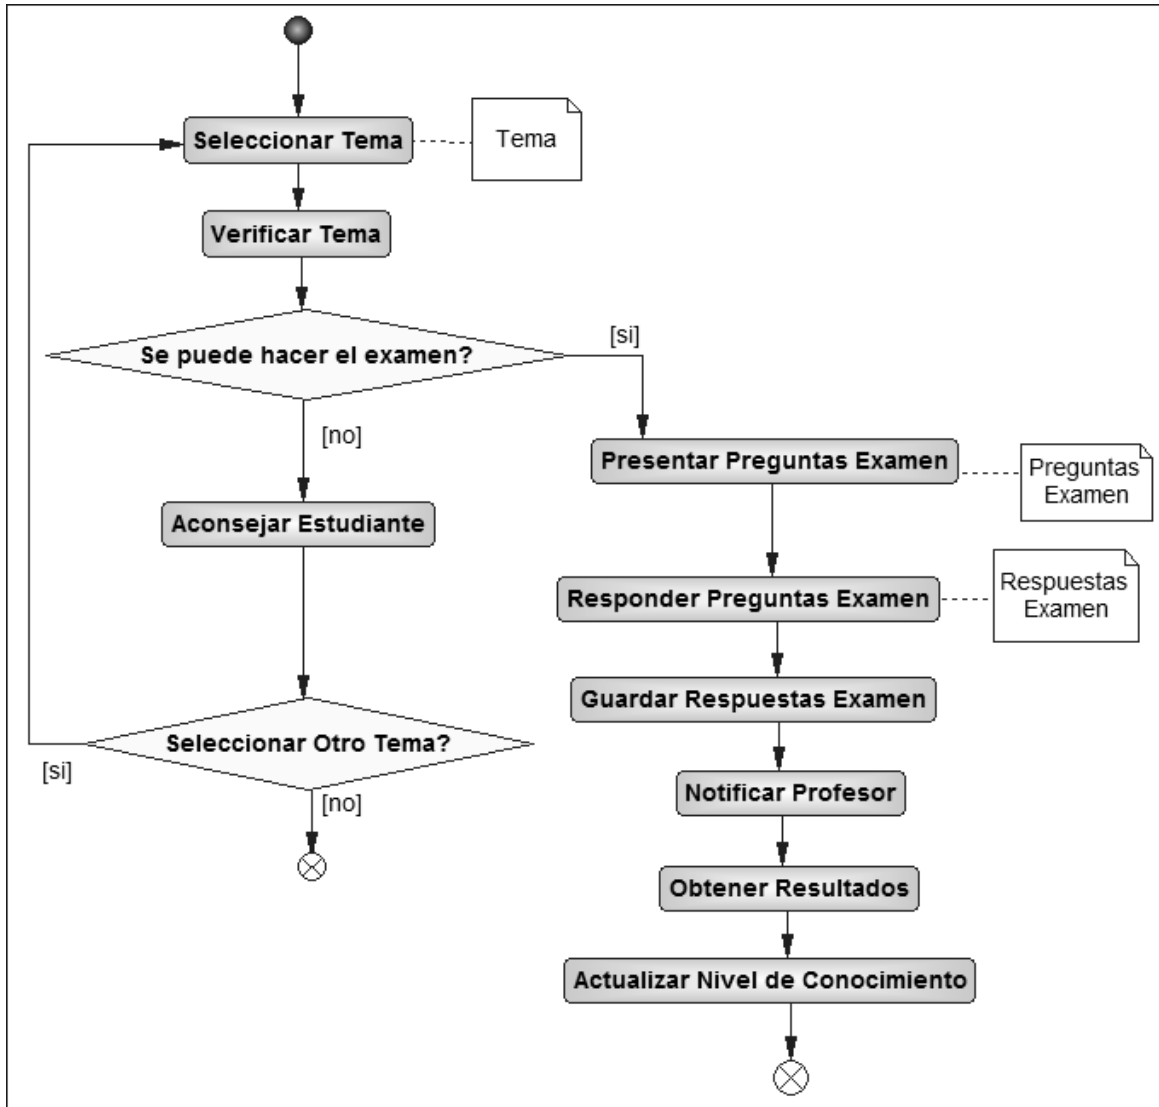 Seleccionar Tema
Tema
Verificar Tema
Se puede hacer el examen?
[si]
[no]
Presentar Preguntas Examen
Preguntas
Examen
Aconsejar Estudiante
Responder Preguntas Examen
Respuestas
Examen
Guardar Respuestas Examen
Seleccionar Otro Tema?
[si]
[no]
Notificar Profesor
Obtener Resultados
Actualizar Nivel de Conocimiento